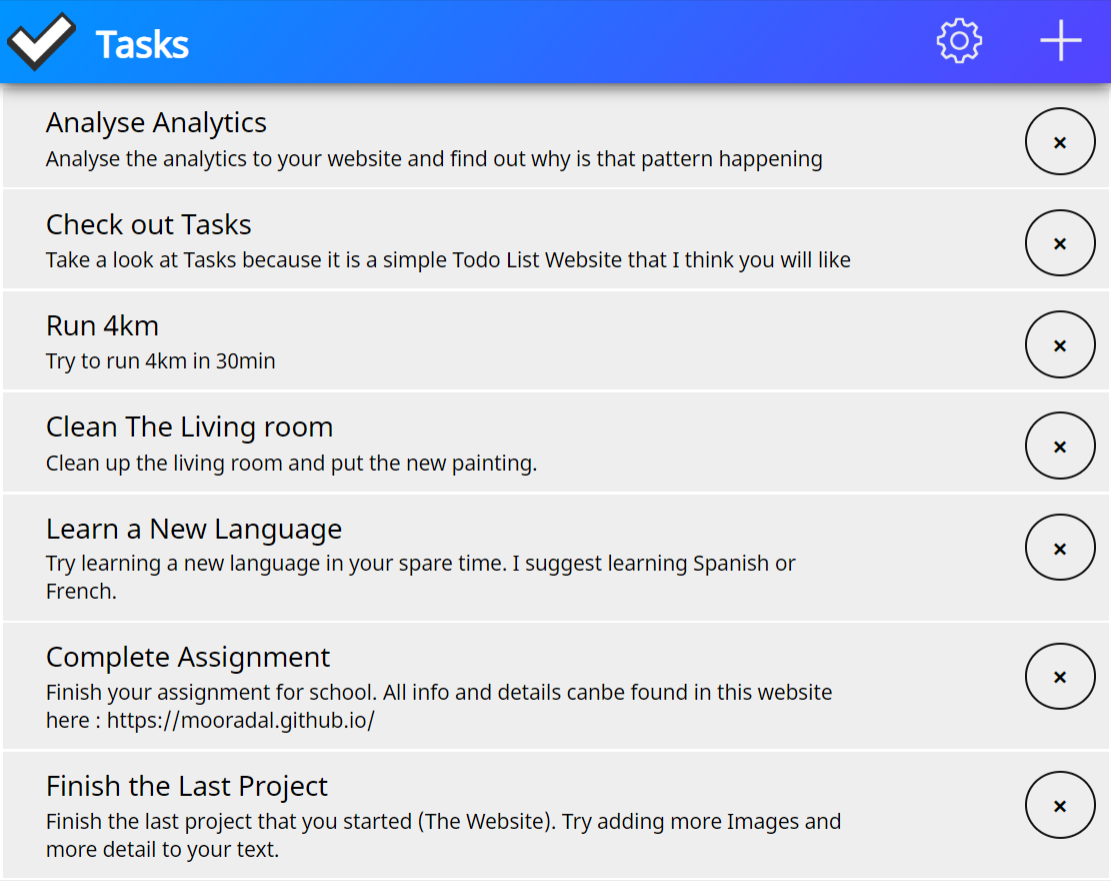 Tasks
Analyse Analytics
Analyse the analytics to your website and find out why is that pattern happening
Check out Tasks
Take a look at Tasks because it is a simple Todo List Website that I think you will like
Run 4km
Try to run 4km in 30min
Clean The Living room
Clean up the living room and put the new painting.
Learn a New Language
Try learning a new language in your spare time. I suggest learning Spanish or
French.
Complete Assignment
Finish your assignment for school. All info and details canbe found in this website
here : https://mooradal.github.io/
Finish the Last Project
Finish the last project that you started (The Website). Try adding more Images and
more detail to your text.